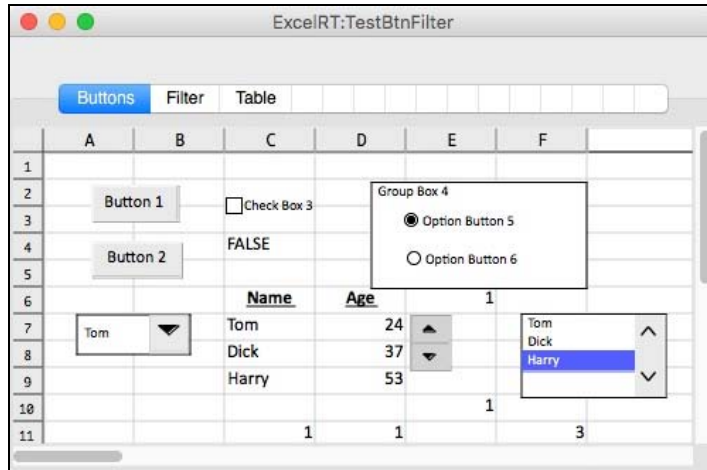 ExcelRT:TestBtnFilter
Buttons Filter Table
A B C D E F
1
2 Button 1 Check Box 3 Group Box 4
3 Option Button 5
4 Button 2 FALSE Option Button 6
5
6 Name Age 1
7 Tom Tom 24 Tom
8 Dick 37 Dick
9 Harry 53 Harry
10 1
11 1 1 3